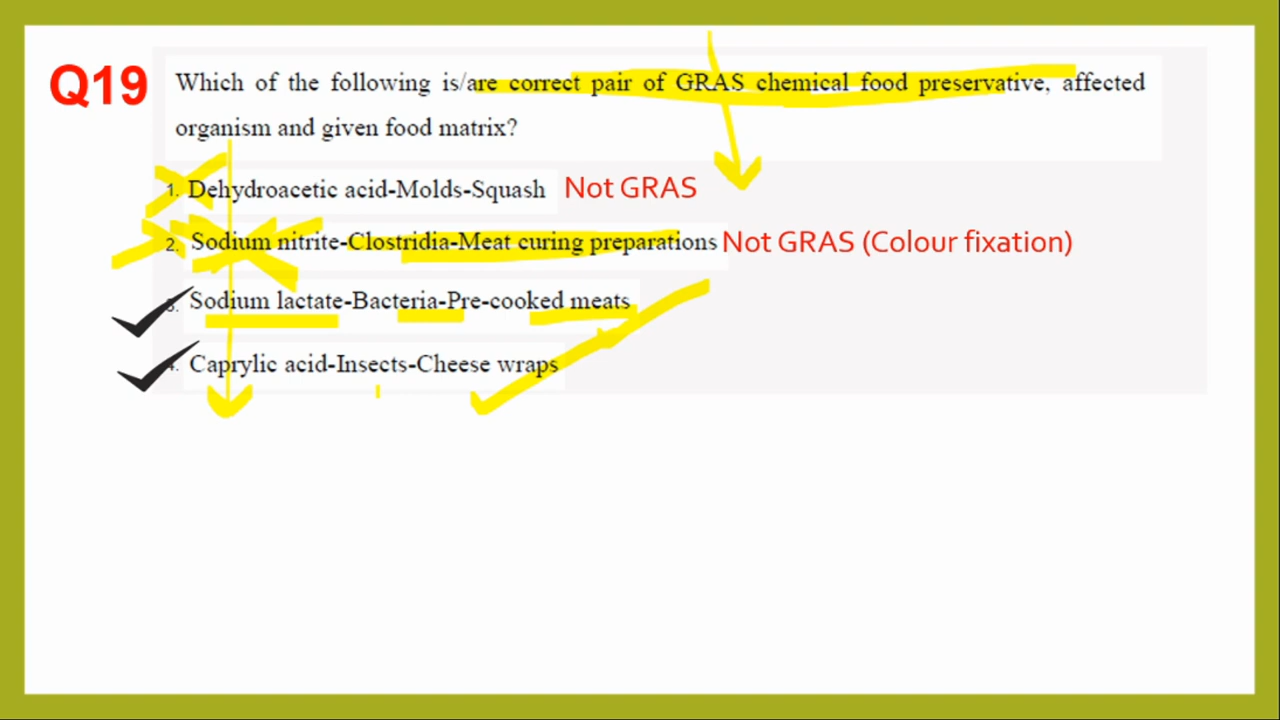 Q19
Which of the following is/are correct pair of GRAS chemical food preservative, affected
organism and given food matrix?
1. Dehydroacetic acid-Molds-Squash Not GRAS
2. Sodium nitrite-Clostridia-Meat curing preparations Not GRAS (Colour fixation)
3. Sodium lactate-Bacteria-Pre-cooked meats
4. Caprylic acid-Insects-Cheese wraps